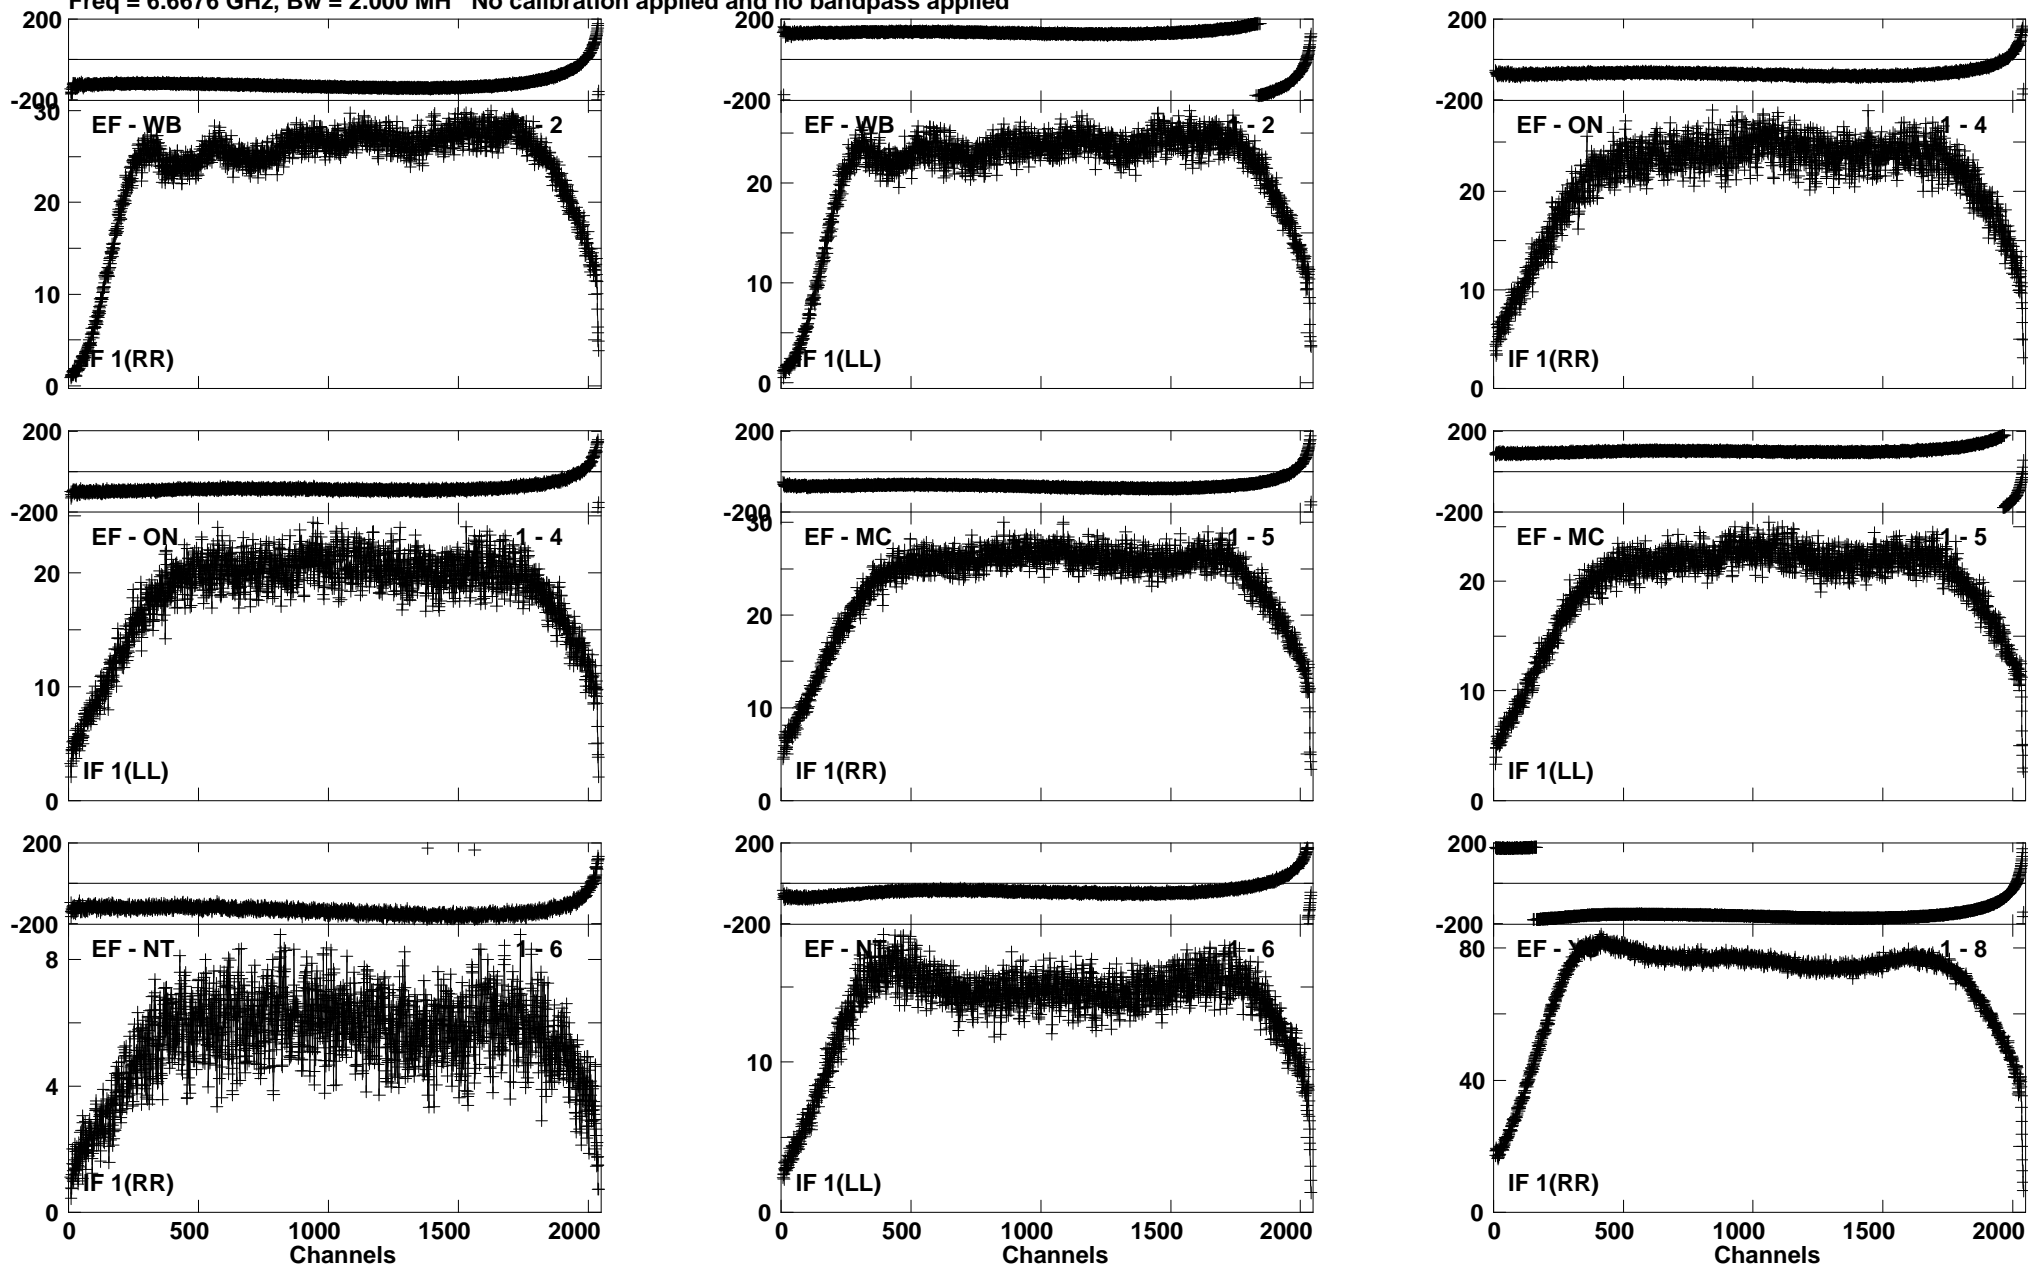 Freq = 6.6676 GHz, Bw = 2.000 MH No calibration applied and no bandpass applied
200
-200
30
20
10
0
EF - WB
- 2
IF 1(RR)
20
10
0
EF - WB
- 2
IF 1(LL)
200
-200
20
10
0
EF - ON
1 - 4
IF 1(RR)
200
-200
20
10
0
EF - ON
1 - 4
IF 1(LL)
200
-200
30
20
10
0
EF - MC
1 - 5
IF 1(RR)
200
-200
20
10
0
EF - MC
1 - 5
IF 1(LL)
200
-200
8
4
0
EF - NT
1 - 6
IF 1(RR)
0 500 1000 1500 2000
Channels
200
-200
10
0
EF - NT
1 - 6
IF 1(LL)
0 500 1000 1500 2000
Channels
200
-200
80
40
0
EF -
1 - 8
IF 1(RR)
0 500 1000 1500 2000
Channels